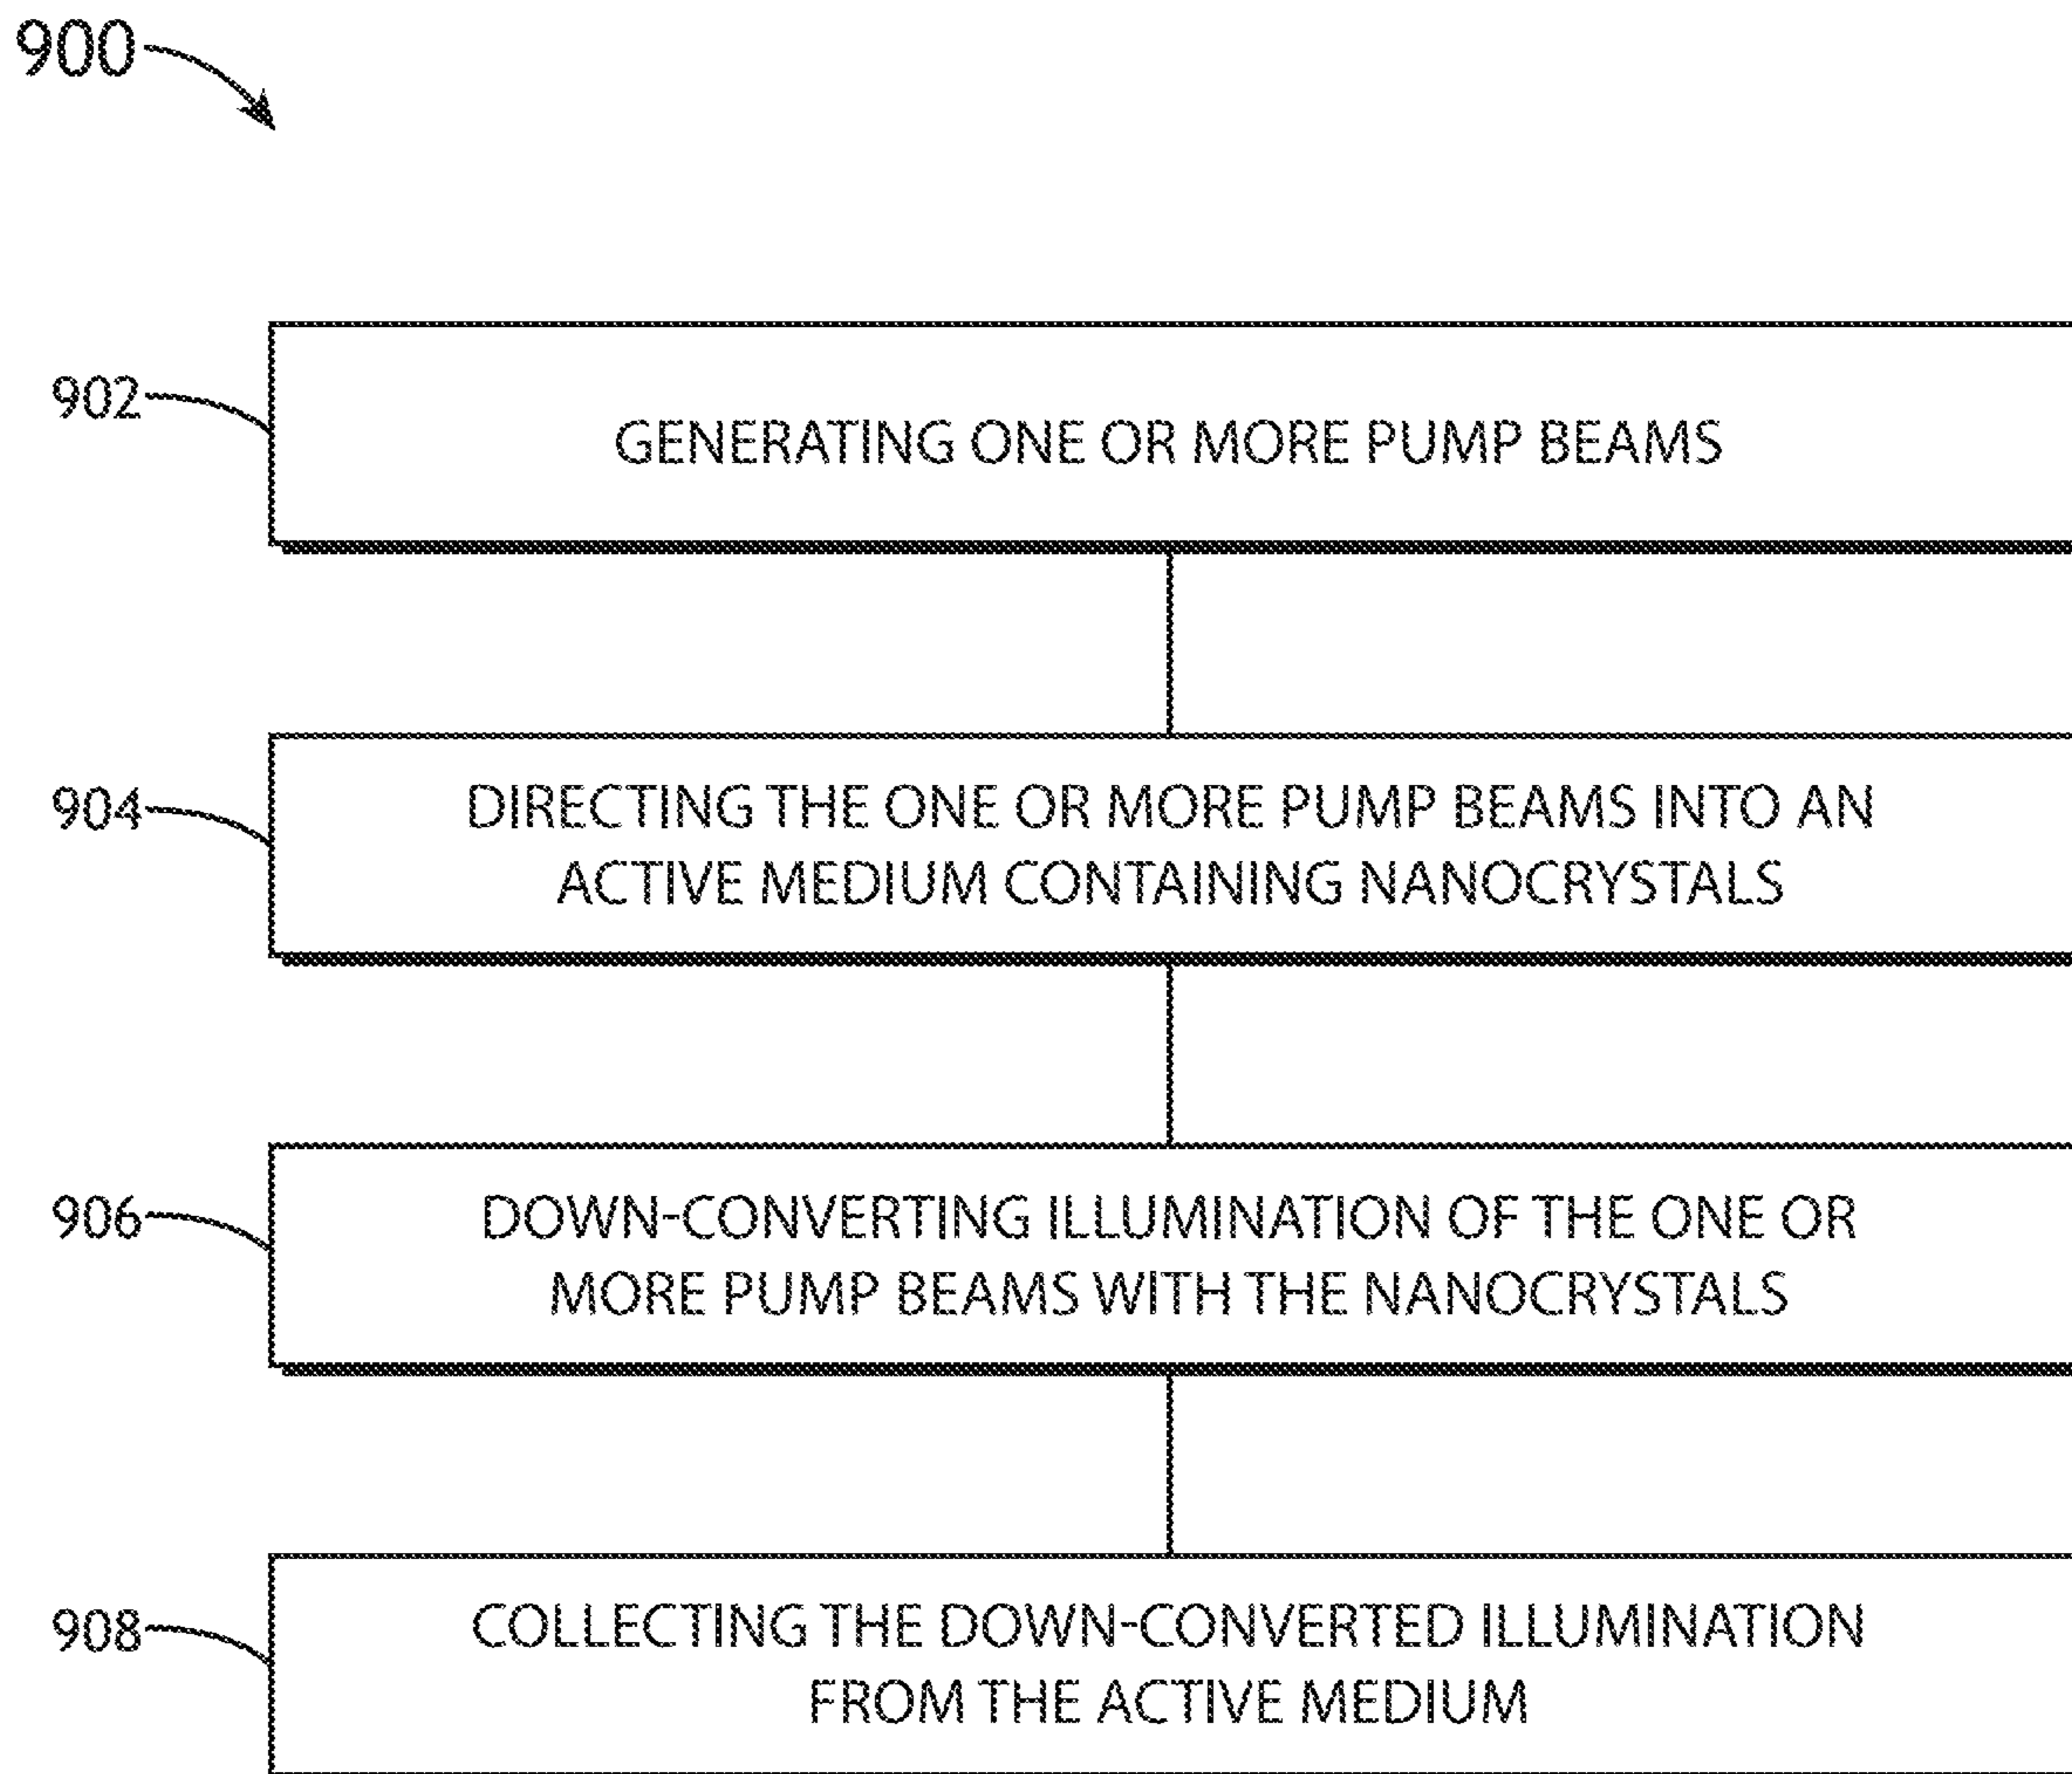 900
902
GENERATING ONE OR MORE PUMP BEAMS
904
DIRECTING THE ONE OR MORE PUMP BEAMS INTO AN
ACTIVE MEDIUM CONTAINING NANOCRYSTALS
906
DOWN-CONVERTING ILLUMINATION OF THE ONE OR
MORE PUMP BEAMS WITH THE NANOCRYSTALS
908
COLLECTING THE DOWN-CONVERTED ILLUMINATION
FROM THE ACTIVE MEDIUM